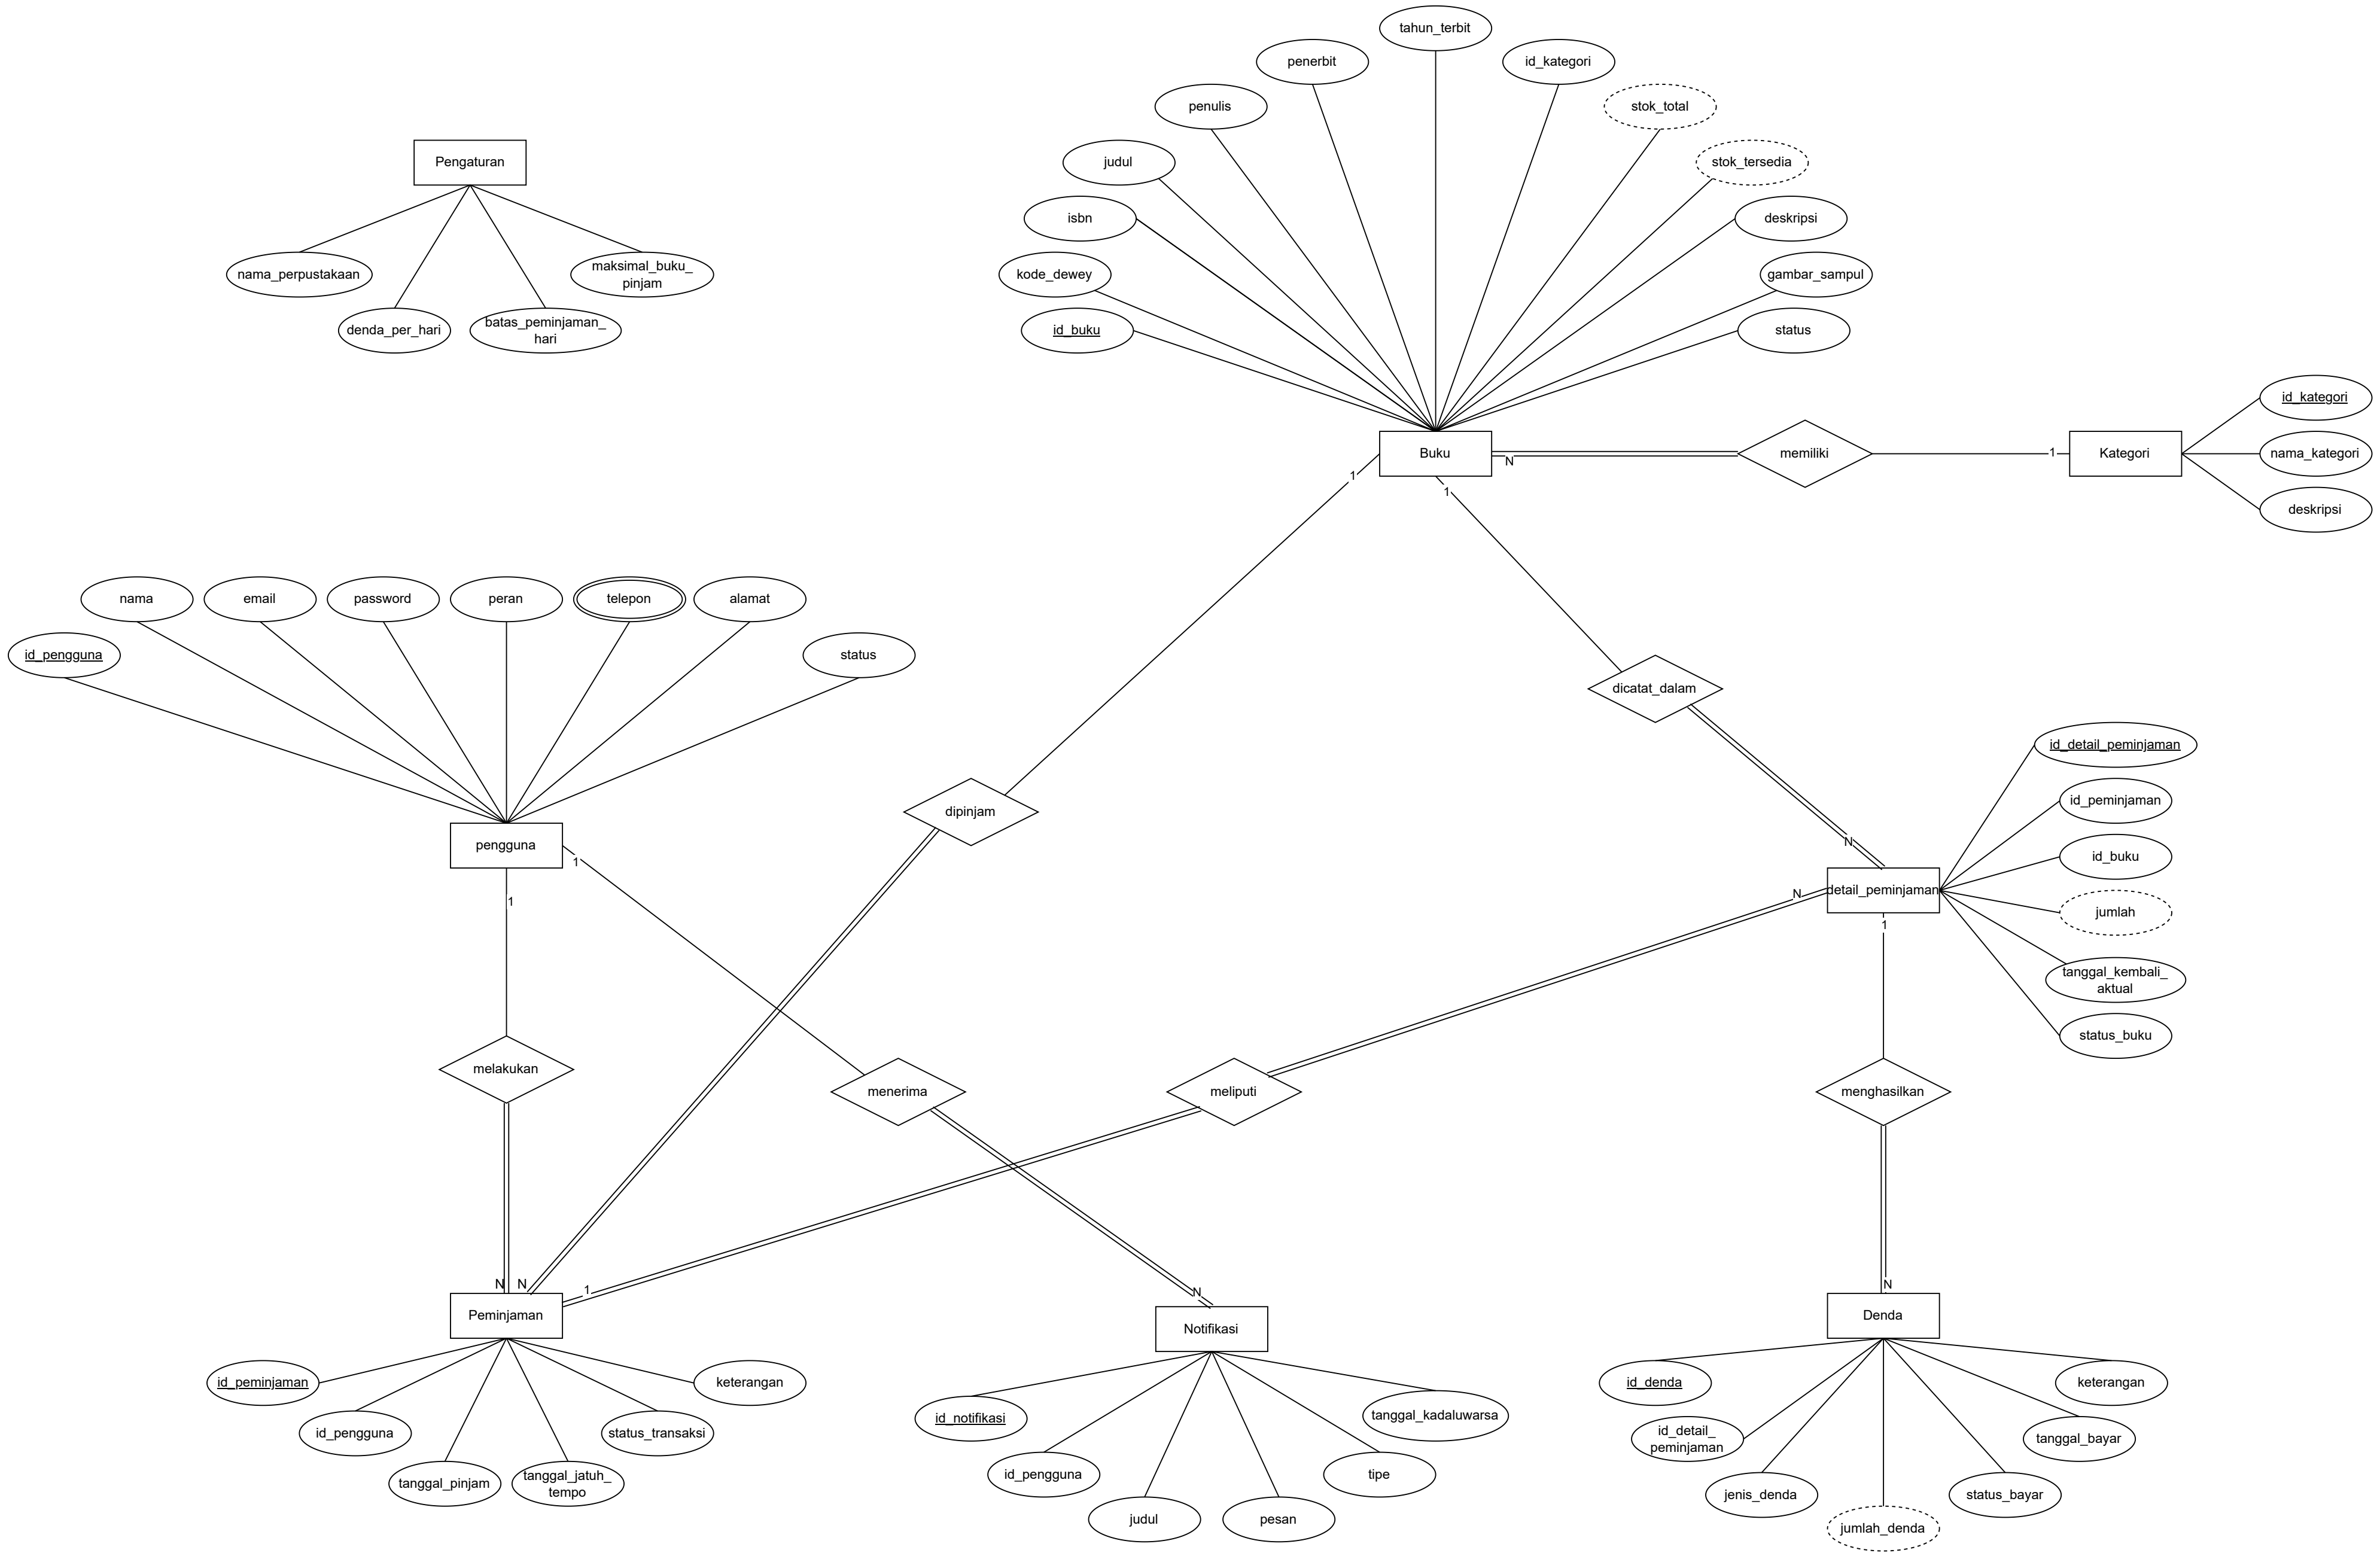 tahun_terbit
penerbit
id_kategori
penulis
stok_total
judul
stok_tersedia
isbn
deskripsi
kode_dewey
gambar_sampul
id_buku
status
Pengaturan
nama_perpustakaan
maksimal_buku_
pinjam
denda_per_hari
batas_peminjaman_
hari
Buku
N
memiliki
1
Kategori
id_kategori
nama_kategori
deskripsi
1
1
nama
email
password
peran
telepon
alamat
id_pengguna
status
dicatat_dalam
dipinjam
pengguna
1
1
N
detail_peminjaman
N
1
id_detail_peminjaman
id_peminjaman
id_buku
jumlah
tanggal_kembali_
aktual
status_buku
melakukan
menerima
meliputi
menghasilkan
N
N
1
N
N
Peminjaman
id_peminjaman
keterangan
id_pengguna
status_transaksi
tanggal_pinjam
tanggal_jatuh_
tempo
Notifikasi
id_notifikasi
tanggal_kadaluwarsa
id_pengguna
tipe
judul
pesan
Denda
id_denda
keterangan
id_detail_
peminjaman
tanggal_bayar
jenis_denda
status_bayar
jumlah_denda